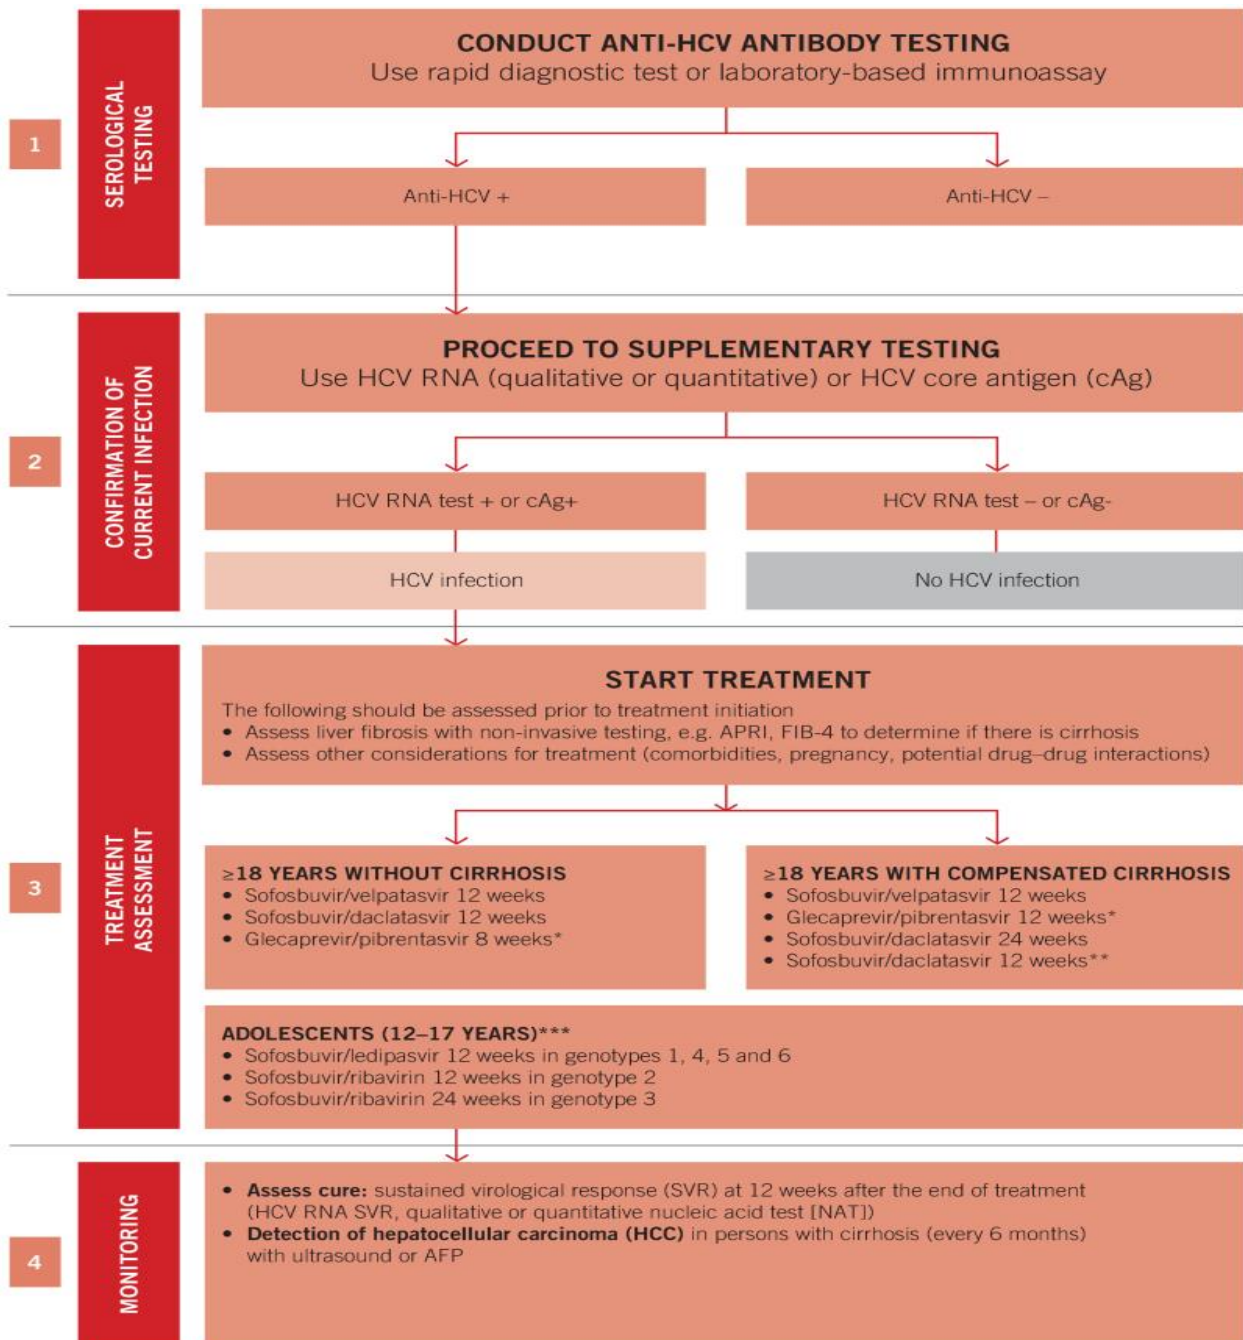 1
SEROLOGICAL
TESTING
CONDUCT ANTI-HCV ANTIBODY TESTING
Use rapid diagnostic test or laboratory-based immunoassay
Anti-HCV +
Anti-HCV –
2
CONFIRMATION OF
CURRENT INFECTION
PROCEED TO SUPPLEMENTARY TESTING
Use HCV RNA (qualitative or quantitative) or HCV core antigen (cAg)
HCV RNA test + or cAg+
HCV RNA test – or cAg-
HCV infection
No HCV infection
3
TREATMENT
ASSESSMENT
START TREATMENT
The following should be assessed prior to treatment initiation
• Assess liver fibrosis with non-invasive testing, e.g. APRI, FIB-4 to determine if there is cirrhosis
• Assess other considerations for treatment (comorbidities, pregnancy, potential drug–drug interactions)
≥18 YEARS WITHOUT CIRRHOSIS
• Sofosbuvir/velpatasvir 12 weeks
• Sofosbuvir/daclatasvir 12 weeks
• Glecaprevir/pibrentasvir 8 weeks*
≥18 YEARS WITH COMPENSATED CIRRHOSIS
• Sofosbuvir/velpatasvir 12 weeks
• Glecaprevir/pibrentasvir 12 weeks*
• Sofosbuvir/daclatasvir 24 weeks
• Sofosbuvir/daclatasvir 12 weeks**
ADOLESCENTS (12–17 YEARS)***
• Sofosbuvir/ledipasvir 12 weeks in genotypes 1, 4, 5 and 6
• Sofosbuvir/ribavirin 12 weeks in genotype 2
• Sofosbuvir/ribavirin 24 weeks in genotype 3
4
MONITORING
• Assess cure: sustained virological response (SVR) at 12 weeks after the end of treatment
(HCV RNA SVR, qualitative or quantitative nucleic acid test [NAT])
• Detection of hepatocellular carcinoma (HCC) in persons with cirrhosis (every 6 months)
with ultrasound or AFP